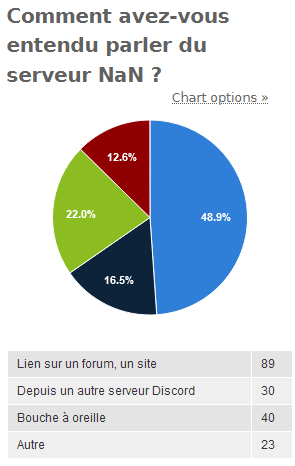 Comment avez-vous
entendu parler du
serveur NaN ?
Chart options »
12.6%
22.0%
48.9%
16.5%
Lien sur un forum, un site 89
Depuis un autre serveur Discord 30
Bouche à oreille 40
Autre 23